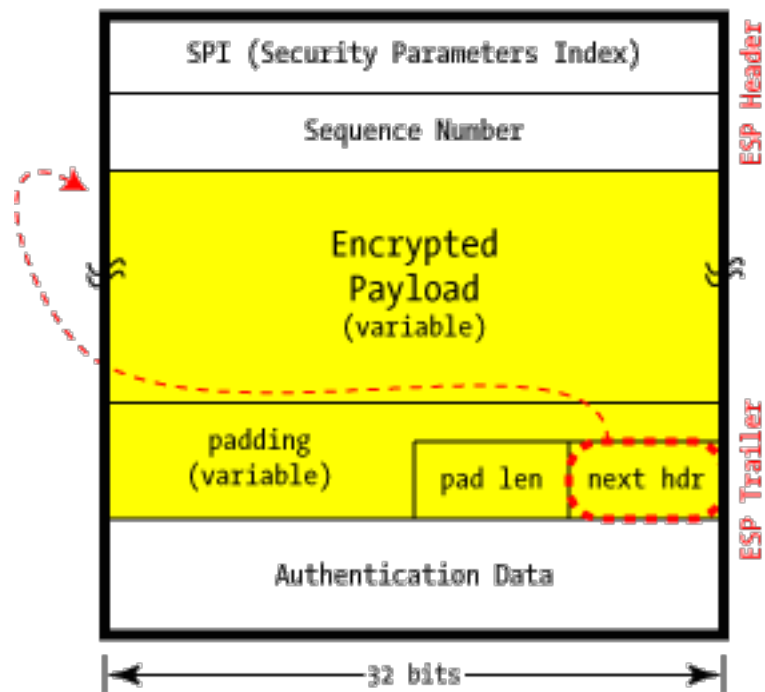 SPI (Security Parameters Index)
ESP Header
Sequence Number
Encrypted
Payload
(variable)
padding
(variable)
pad len
next hdr
ESP Trailer
Authentication Data
32 bits